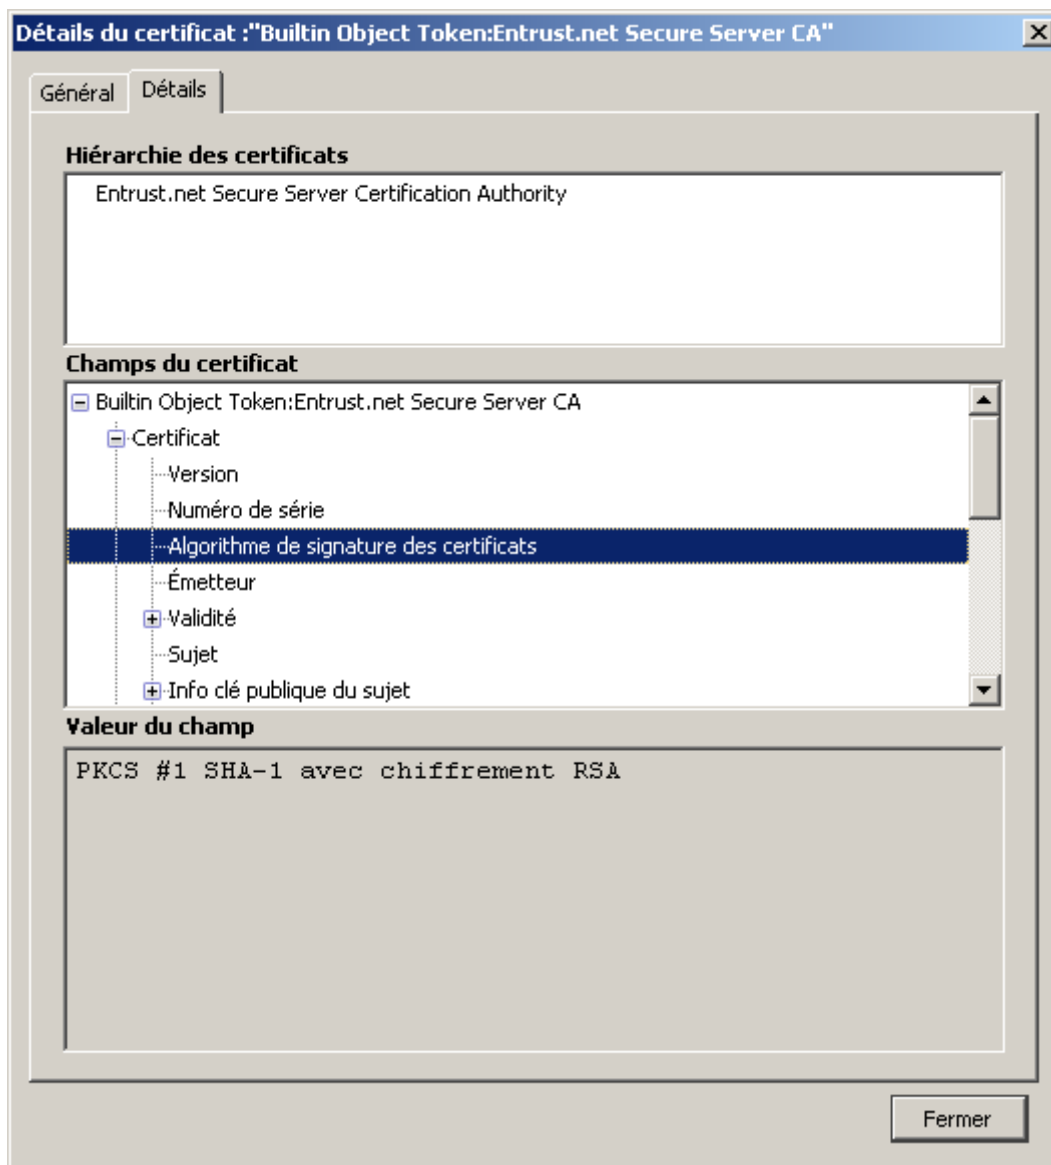 Détails du certificat :"Builtin Object Token:Entrust.net Secure Server CA"
Général Détails
Hiérarchie des certificats
Entrust.net Secure Server Certification Authority
Champs du certificat
Builtin Object Token:Entrust.net Secure Server CA
Certificat
Version
Numéro de série
Algorithme de signature des certificats
Émetteur
Validité
Sujet
Info clé publique du sujet
Valeur du champ
PKCS #1 SHA-1 avec chiffrement RSA
Fermer